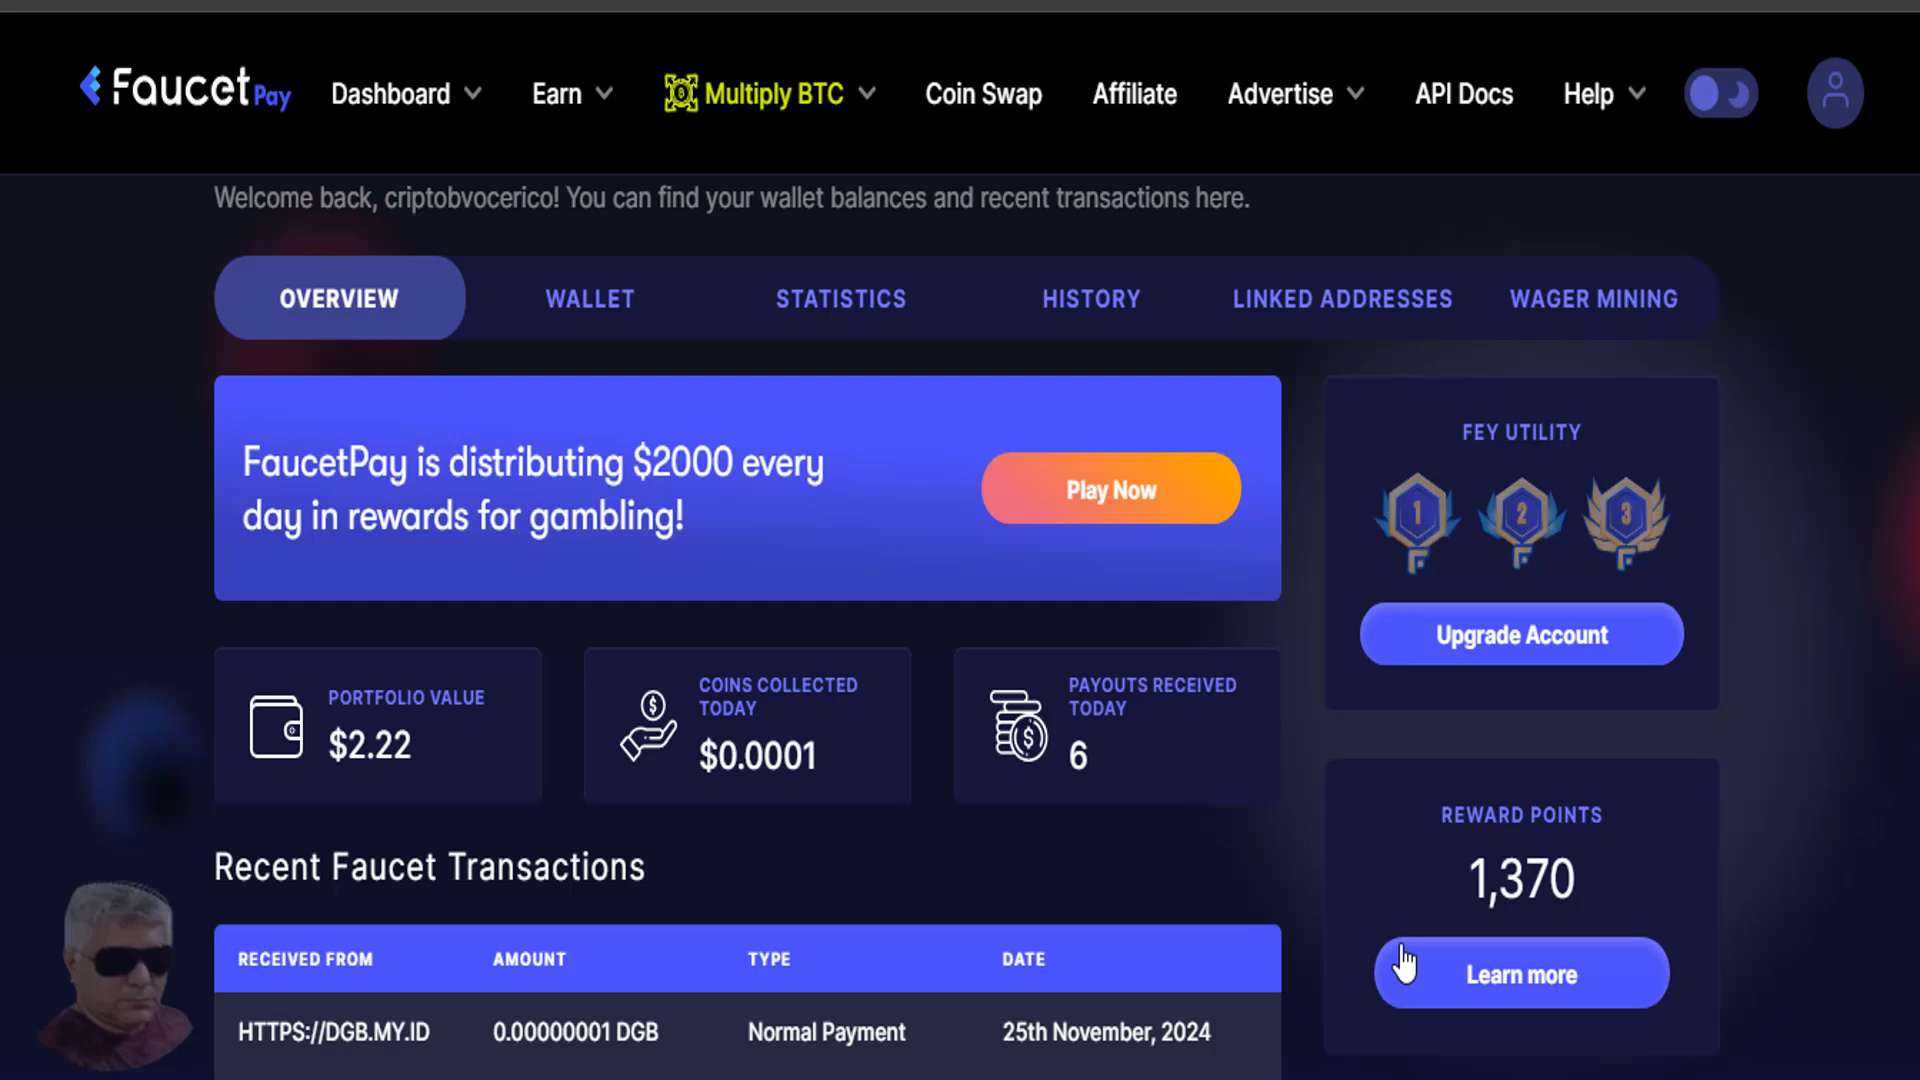 Faucet Pay Dashboard Earn Multiply BTC Coin Swap Affiliate Advertise API Docs Help
Welcome back, criptobvocerico! You can find your wallet balances and recent transactions here.
OVERVIEW WALLET STATISTICS HISTORY LINKED ADDRESSES WAGER MINING
FaucetPay is distributing $2000 every
day in rewards for gambling!
Play Now
FEY UTILITY
1 2 3
Upgrade Account
PORTFOLIO VALUE
$2.22
COINS COLLECTED
TODAY
$0.0001
PAYOUTS RECEIVED
TODAY
6
REWARD POINTS
1,370
Learn more
Recent Faucet Transactions
RECEIVED FROM AMOUNT TYPE DATE
HTTPS://DGB.MY.ID 0.00000001 DGB Normal Payment 25th November, 2024